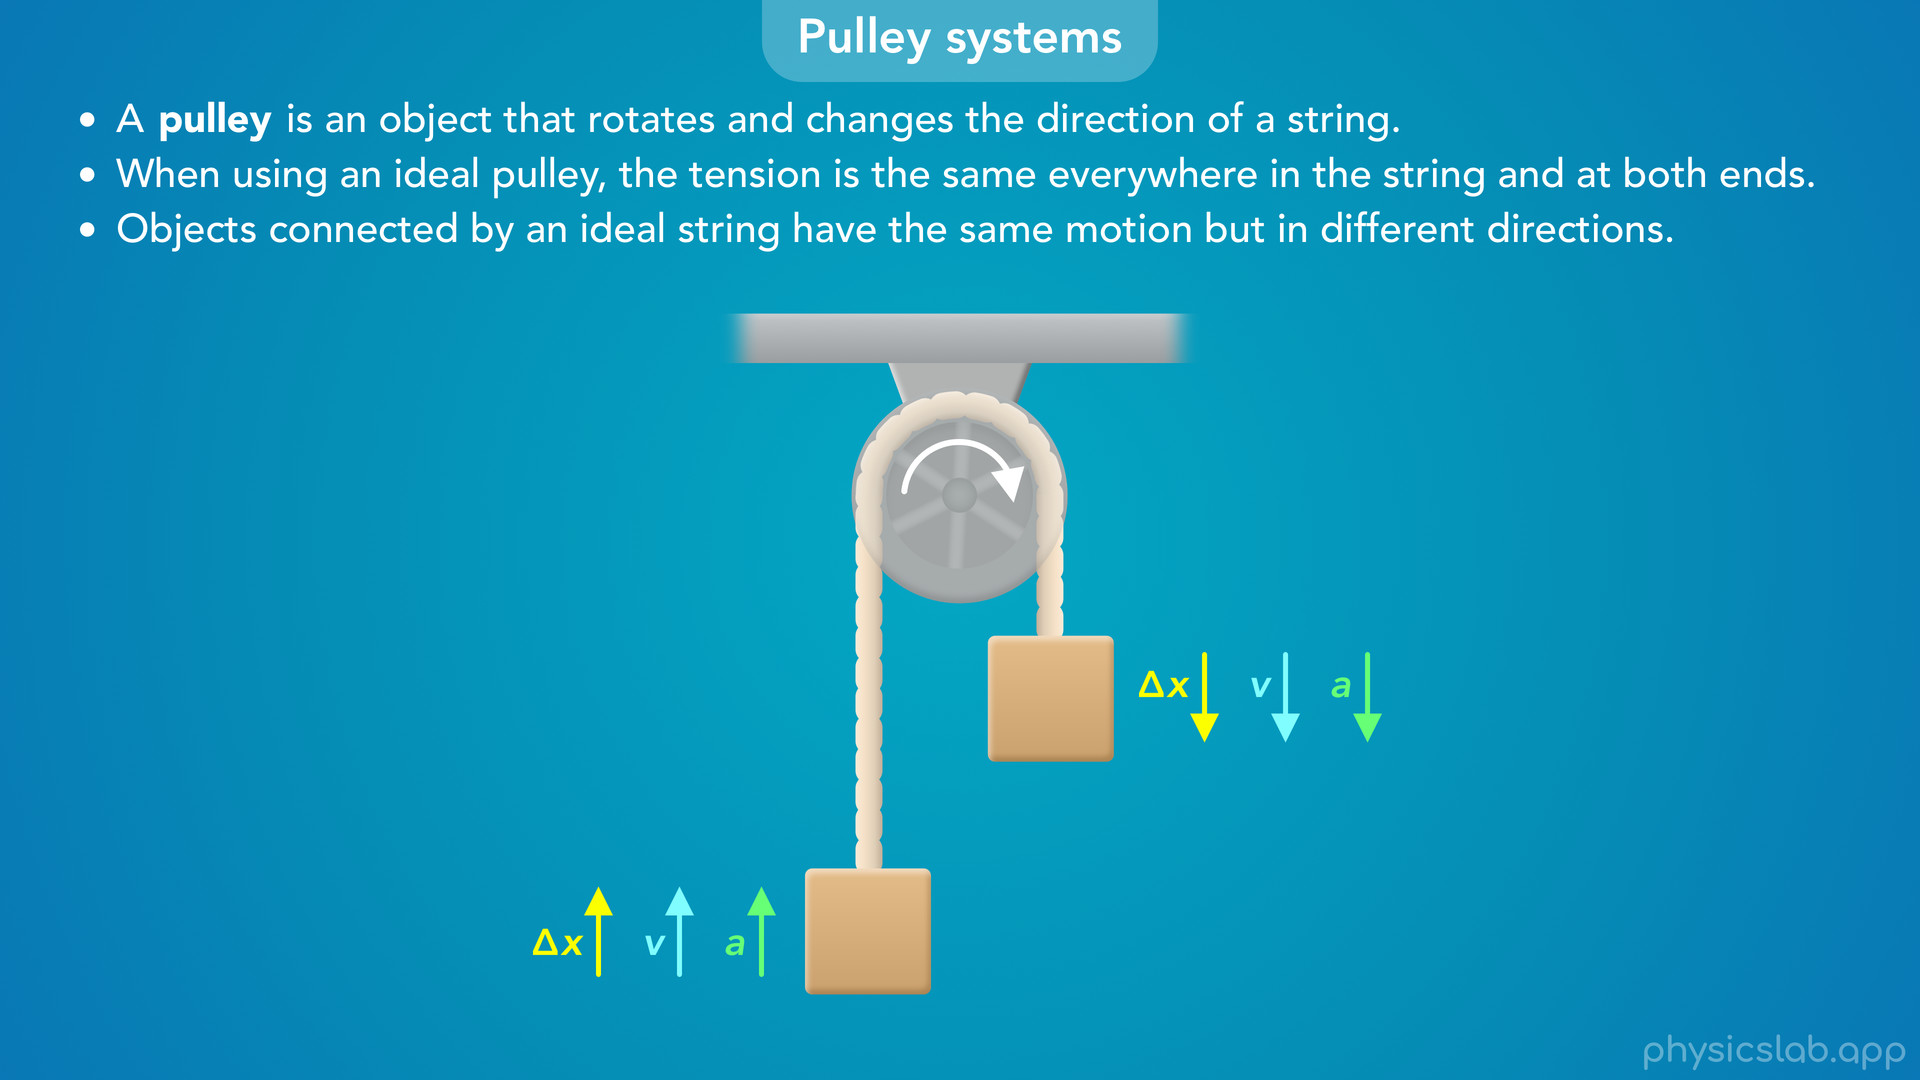 Pulley systems
• A pulley is an object that rotates and changes the direction of a string.
• When using an ideal pulley, the tension is the same everywhere in the string and at both ends.
• Objects connected by an ideal string have the same motion but in different directions.
Δx v a
Δx v a
physicslab.app